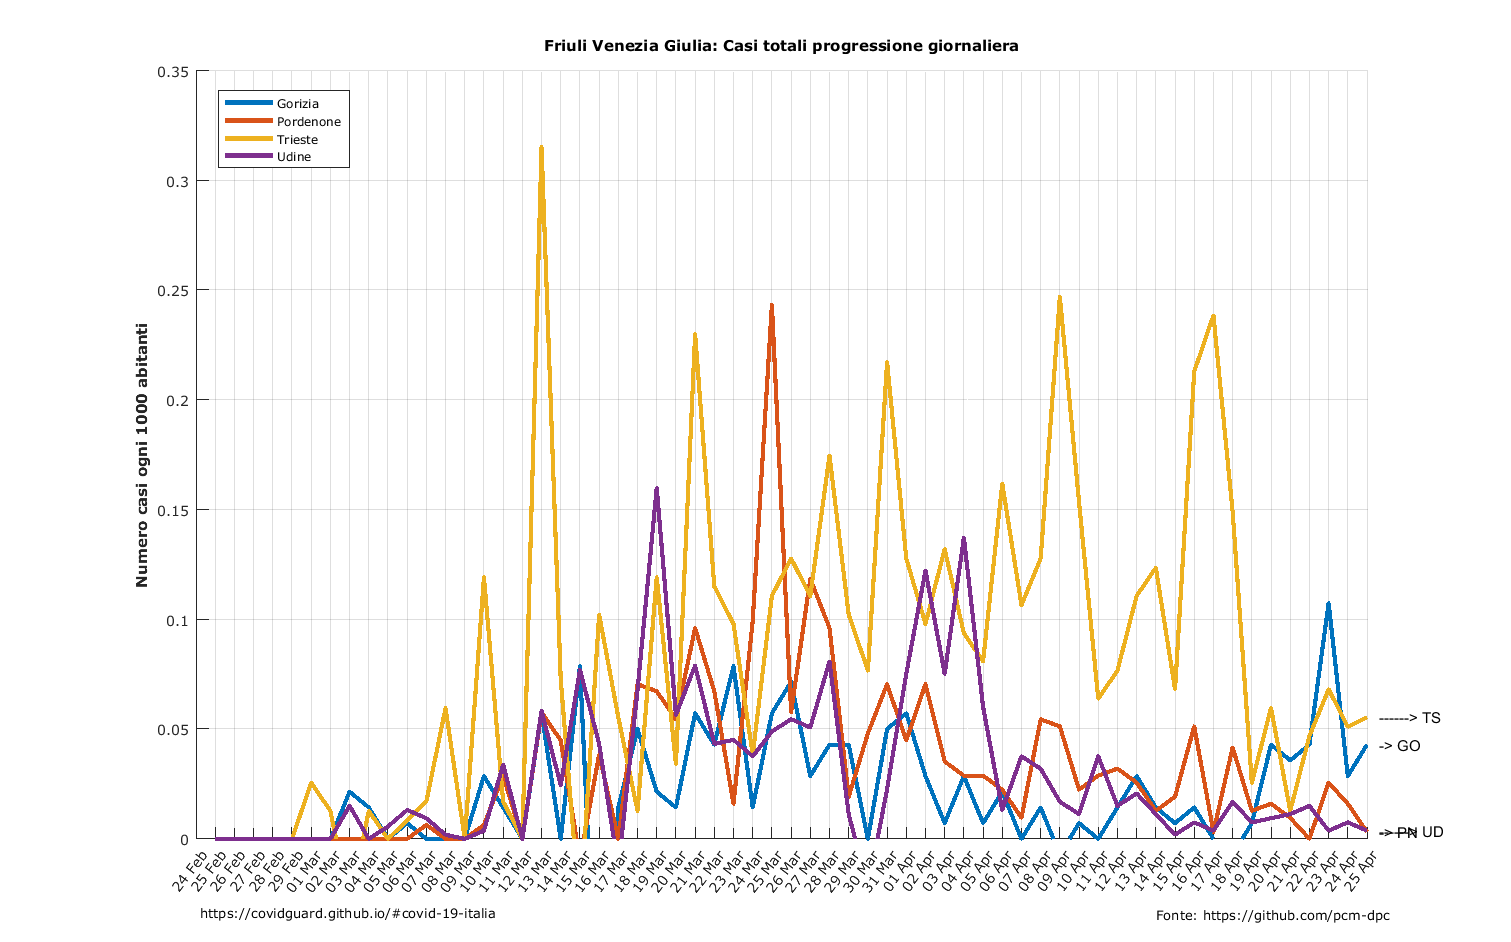 Friuli Venezia Giulia: Casi totali progressione giornaliera
0.35
0.3
0.25
0.2
0.15
0.1
0.05
0
Numero casi ogni 1000 abitanti
Gorizia
Pordenone
Trieste
Udine
------> TS
-> GO
-> PN
UD
24 Feb
25 Feb
26 Feb
27 Feb
28 Feb
29 Feb
01 Mar
02 Mar
03 Mar
04 Mar
05 Mar
06 Mar
07 Mar
08 Mar
09 Mar
10 Mar
11 Mar
12 Mar
13 Mar
14 Mar
15 Mar
16 Mar
17 Mar
18 Mar
19 Mar
20 Mar
21 Mar
22 Mar
23 Mar
24 Mar
25 Mar
26 Mar
27 Mar
28 Mar
29 Mar
30 Mar
31 Mar
01 Apr
02 Apr
03 Apr
04 Apr
05 Apr
06 Apr
07 Apr
08 Apr
09 Apr
10 Apr
11 Apr
12 Apr
13 Apr
14 Apr
15 Apr
16 Apr
17 Apr
18 Apr
19 Apr
20 Apr
21 Apr
22 Apr
23 Apr
24 Apr
25 Apr
https://covidguard.github.io/#covid-19-italia
Fonte: https://github.com/pcm-dpc